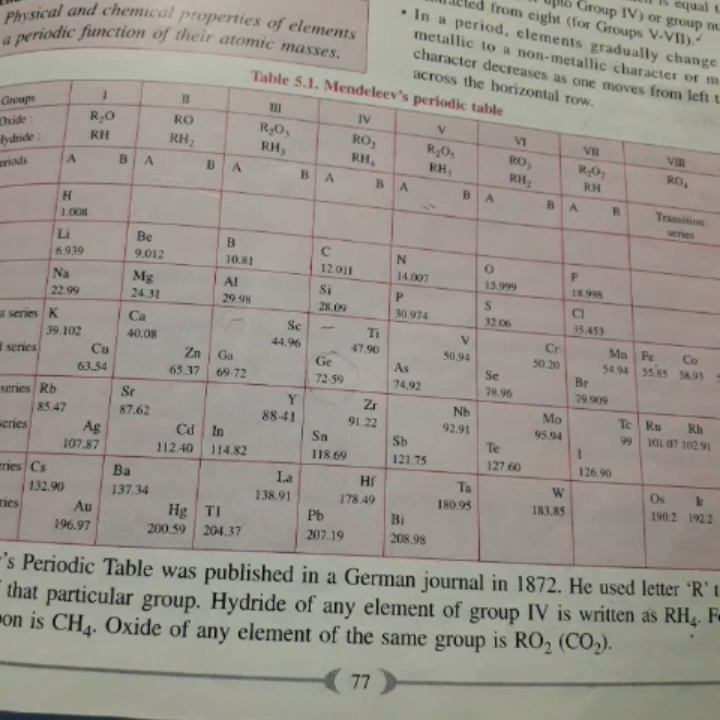 Physical and chemical properties of elements
a periodic function of their atomic masses.
upto Group IV) or group
from eight (for Groups V-VII).
• In a period, elements gradually change
metallic to a non-metallic character or
character decreases as one moves from left
across the horizontal row.
Table 5.1. Mendeleev's periodic table
Groups I II III IV V VI VII VIII
Oxide : R₂O RO R₂O₃ RO₂ R₂O₅ RO₃ R₂O₇ RO₄
RH RH₂ RH₃ RH₄ RH₃ RH₂ RH
A B A B A B A B A B A B A B Transition series
H
1.008
Li Be B C N O F
6.939 9.012 10.81 12.011 14.007 15.999 18.998
Na Mg Al Si P S Cl
22.99 24.31 29.98 28.09 30.974 32.06 35.453
series K Ca Sc Ti V Cr Mn Fe Co
39.102 40.08 44.96 47.90 50.94 50.20 54.94 55.85 58.93
series Cu Zn Ga Ge As Se Br
63.54 65.37 69.72 72.59 74.92 78.96 79.909
series Rb Sr Y Zr Nb Mo Tc Ru Rh
85.47 87.62 88.41 91.22 92.91 95.94 99 101.07 102.91
Ag Cd In Sn Sb Te I
107.87 112.40 114.82 118.69 121.75 127.60 126.90
Cs Ba La Hf Ta W Os Ir
132.90 137.34 138.91 178.49 180.95 183.85 190.2 192.2
Au Hg Tl Pb Bi
196.97 200.59 204.37 207.19 208.98
's Periodic Table was published in a German journal in 1872. He used letter 'R'
that particular group. Hydride of any element of group IV is written as RH₄.
is CH₄. Oxide of any element of the same group is RO₂ (CO₂).
77